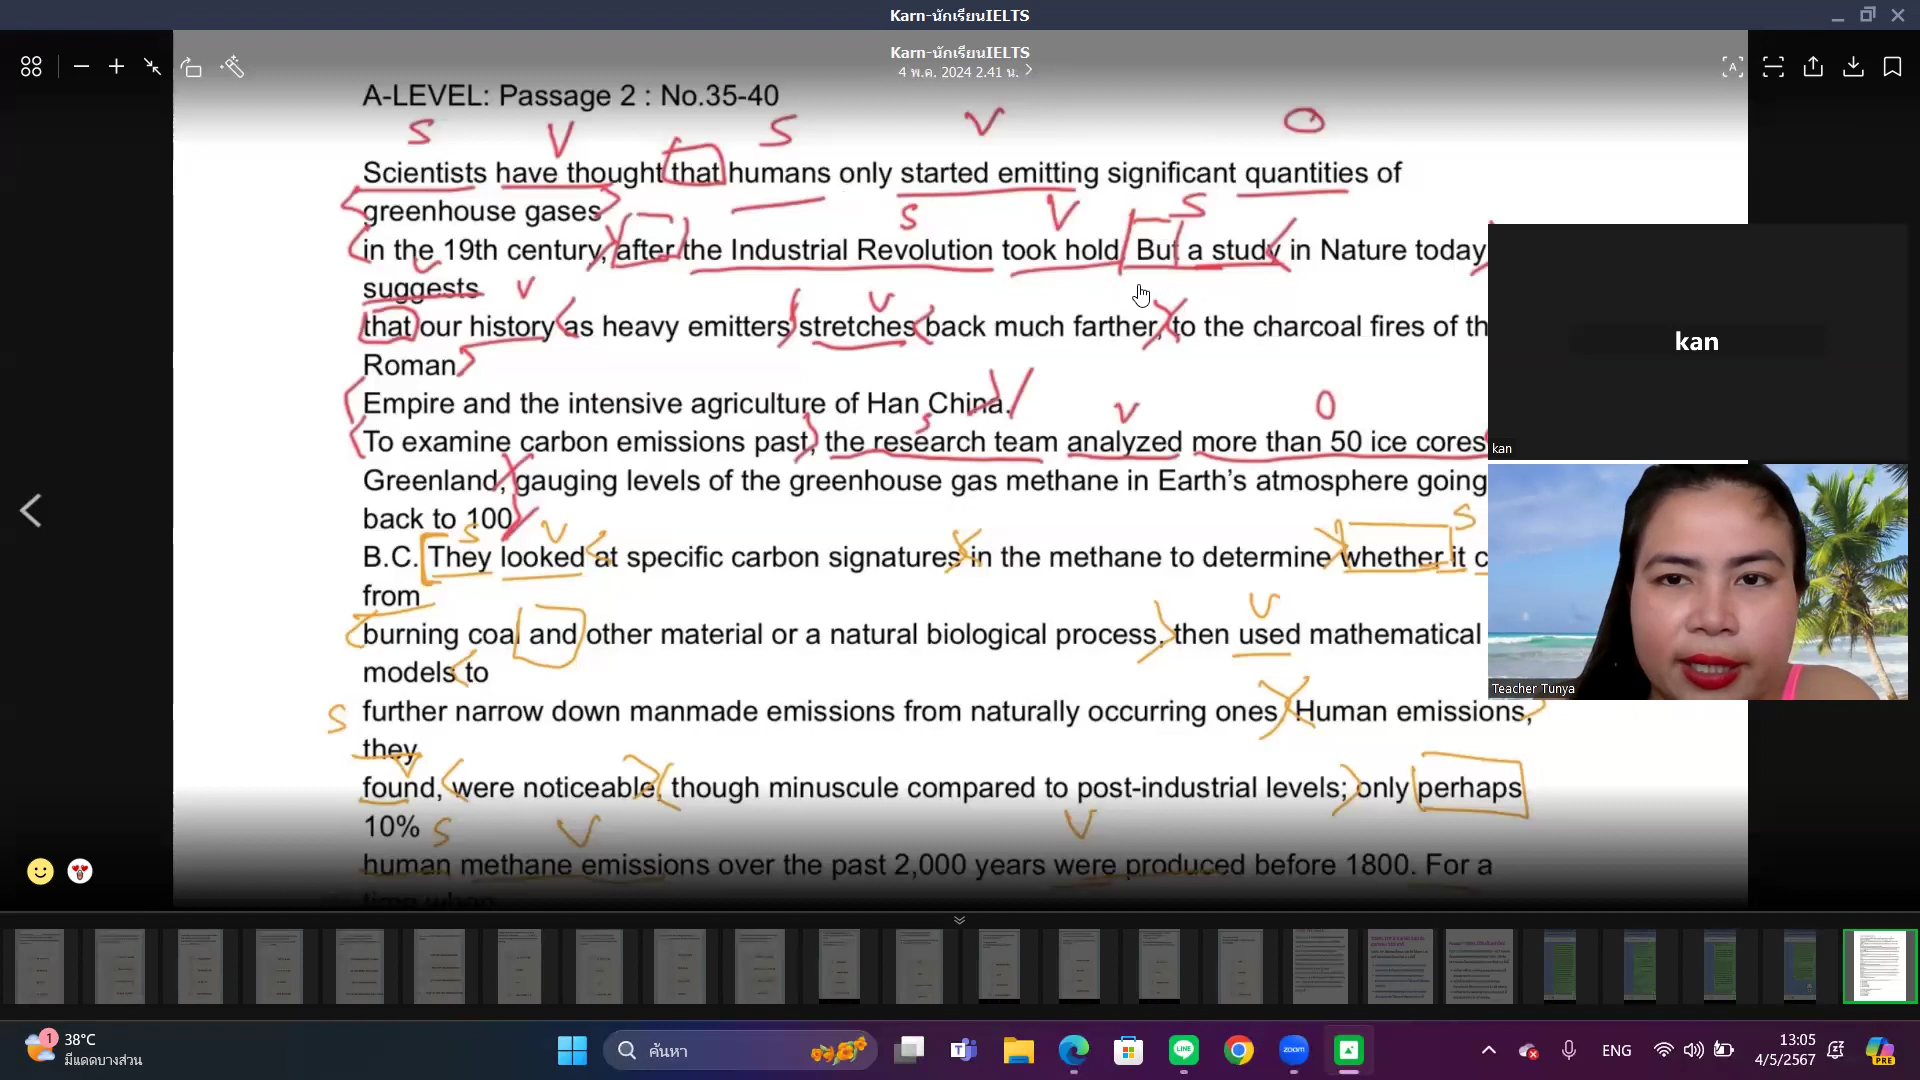 Karn-นักเรียนIELTS
Karn-นักเรียนIELTS
4 พ.ค. 2024 2.41 น.
A-LEVEL: Passage 2 : No.35-40
S V S V O
Scientists have thought that humans only started emitting significant quantities of
greenhouse gases
S V S
in the 19th century, after the Industrial Revolution took hold. But a study in Nature today
V
suggests
V V
that our history as heavy emitters stretches back much farther, to the charcoal fires of
Roman
Empire and the intensive agriculture of Han China.
S V O
To examine carbon emissions past, the research team analyzed more than 50 ice cores
Greenland, gauging levels of the greenhouse gas methane in Earth's atmosphere going
back to 100
S V S
B.C. They looked at specific carbon signatures in the methane to determine whether it
from
V
burning coal and other material or a natural biological process, then used mathematical
models to
S
further narrow down manmade emissions from naturally occurring ones. Human emissions,
they
V
found, were noticeable, though minuscule compared to post-industrial levels; only perhaps
10%
S V V
human methane emissions over the past 2,000 years were produced before 1800. For a
time when
kan
kan
Teacher Tunya
1
38°C
มีแดดบางส่วน
ค้นหา
LINE
zoom
ENG
13:05
4/5/2567
PRE